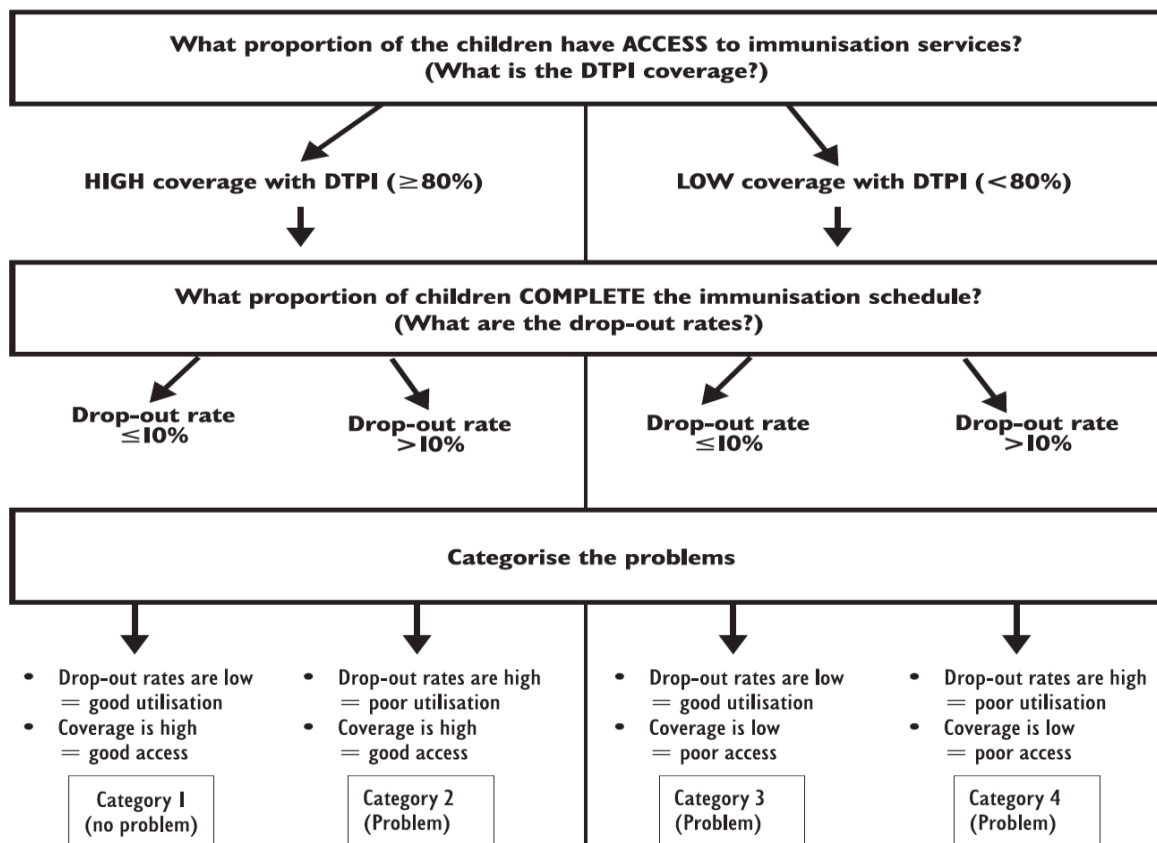 What proportion of the children have ACCESS to immunisation services?
(What is the DTPI coverage?)
HIGH coverage with DTPI (≥80%)
LOW coverage with DTPI (<80%)
What proportion of children COMPLETE the immunisation schedule?
(What are the drop-out rates?)
Drop-out rate
≤10%
Drop-out rate
>10%
Drop-out rate
≤10%
Drop-out rate
>10%
Categorise the problems
• Drop-out rates are low
= good utilisation
• Coverage is high
= good access
Category 1
(no problem)
• Drop-out rates are high
= poor utilisation
• Coverage is high
= good access
Category 2
(Problem)
• Drop-out rates are low
= good utilisation
• Coverage is low
= poor access
Category 3
(Problem)
• Drop-out rates are high
= poor utilisation
• Coverage is low
= poor access
Category 4
(Problem)